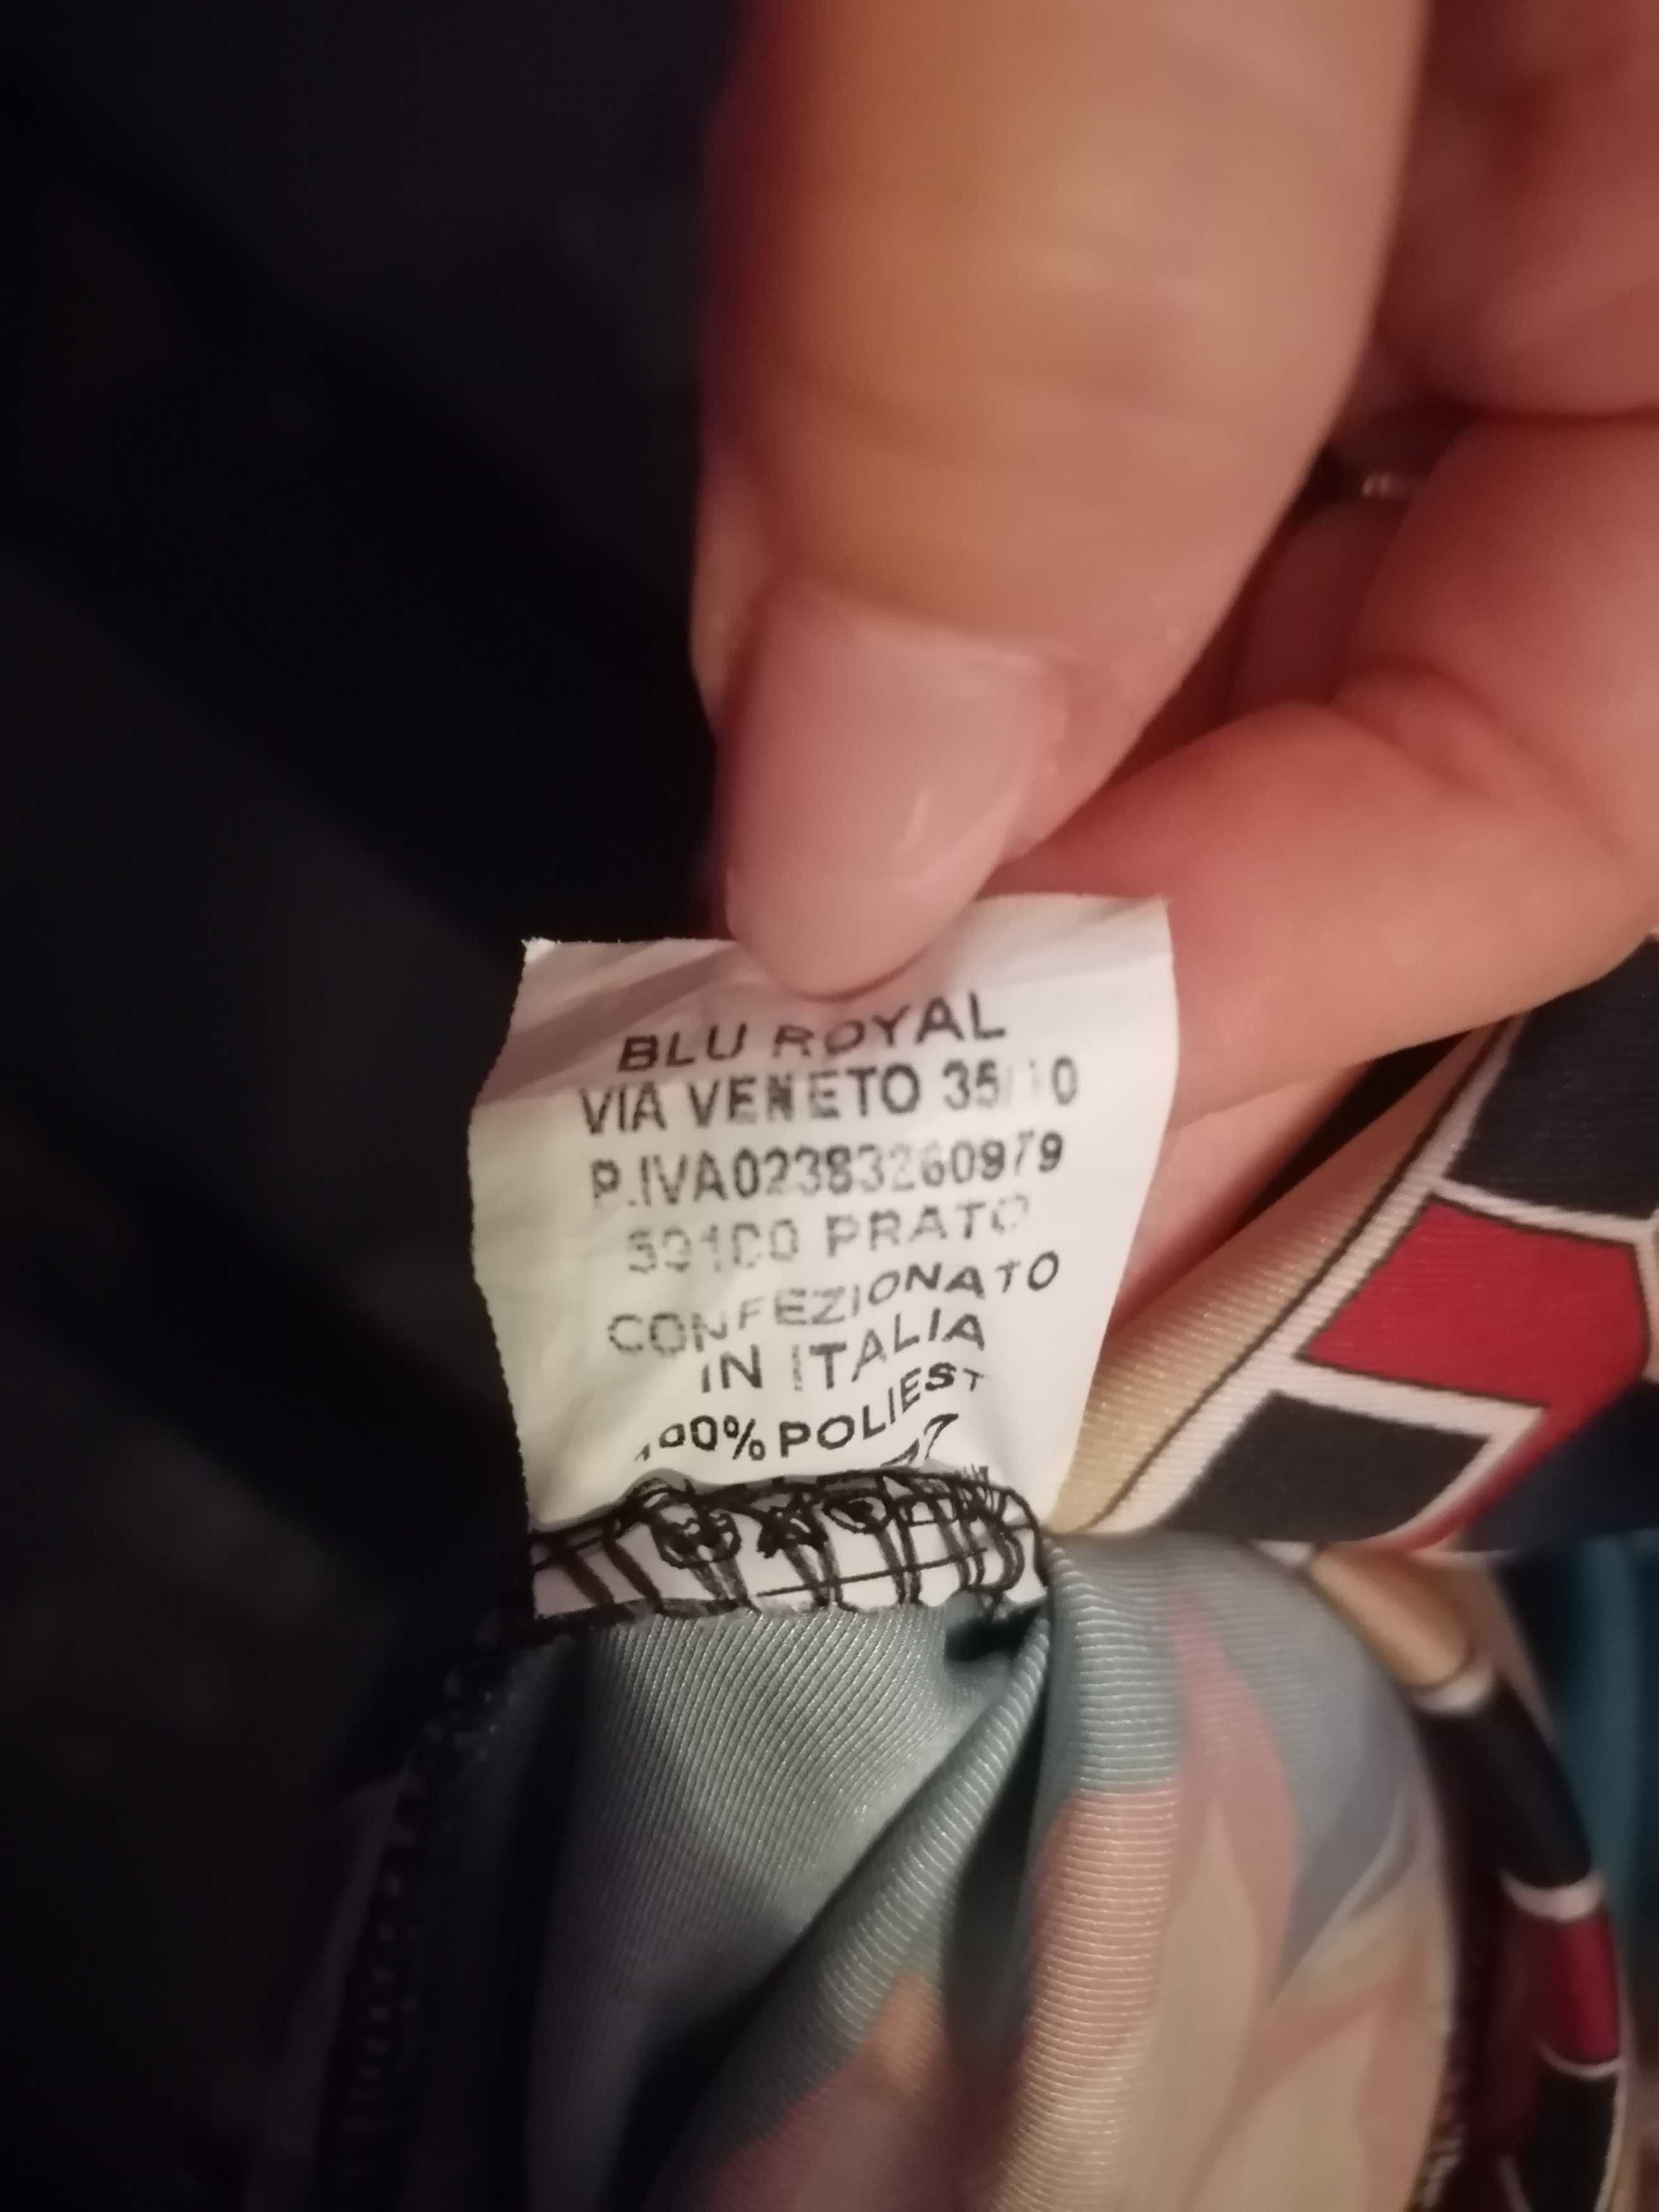 BLU ROYAL
VIA VENETO 35/10
P.IVA02383260979
59100 PRATO
CONFEZIONATO
IN ITALIA
100%POLIEST